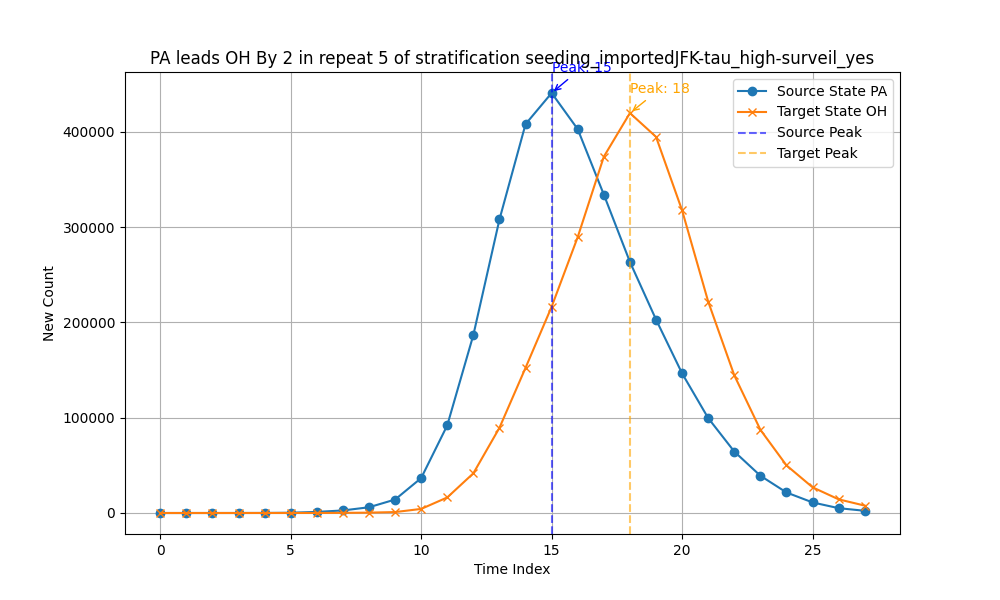 PA leads OH By 2 in repeat 5 of stratification seeding_importedJFK-tau_high-surveil_yes
Peak: 15
Peak: 18
Source State PA
Target State OH
Source Peak
Target Peak
New Count
400000
300000
200000
100000
0
0 5 10 15 20 25
Time Index